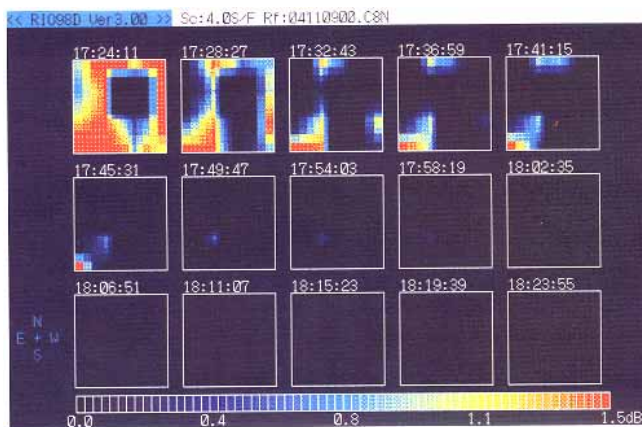 << RIO98D Ver3.00 >> Sc:4.0S/F Rf:04110900.C8N
17:24:11 17:28:27 17:32:43 17:36:59 17:41:15
17:45:31 17:49:47 17:54:03 17:58:19 18:02:35
18:06:51 18:11:07 18:15:23 18:19:39 18:23:55
N
E + W
S
0.0 0.4 0.8 1.1 1.5dB